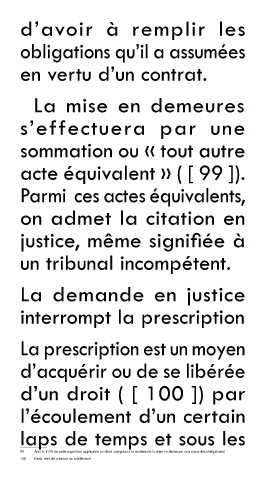 d'avoir à remplir les
obligations qu'il a assumées
en vertu d'un contrat.
La mise en demeures
s'effectuera par une
sommation ou « tout autre
acte équivalent » ( [ 99 ]).
Parmi ces actes équivalents,
on admet la citation en
justice, même signifiée à
un tribunal incompétent.
La demande en justice
interrompt la prescription
La prescription est un moyen
d'acquérir ou de se libérée
d'un droit ( [ 100 ]) par
l'écoulement d'un certain
laps de temps et sous les
99
100